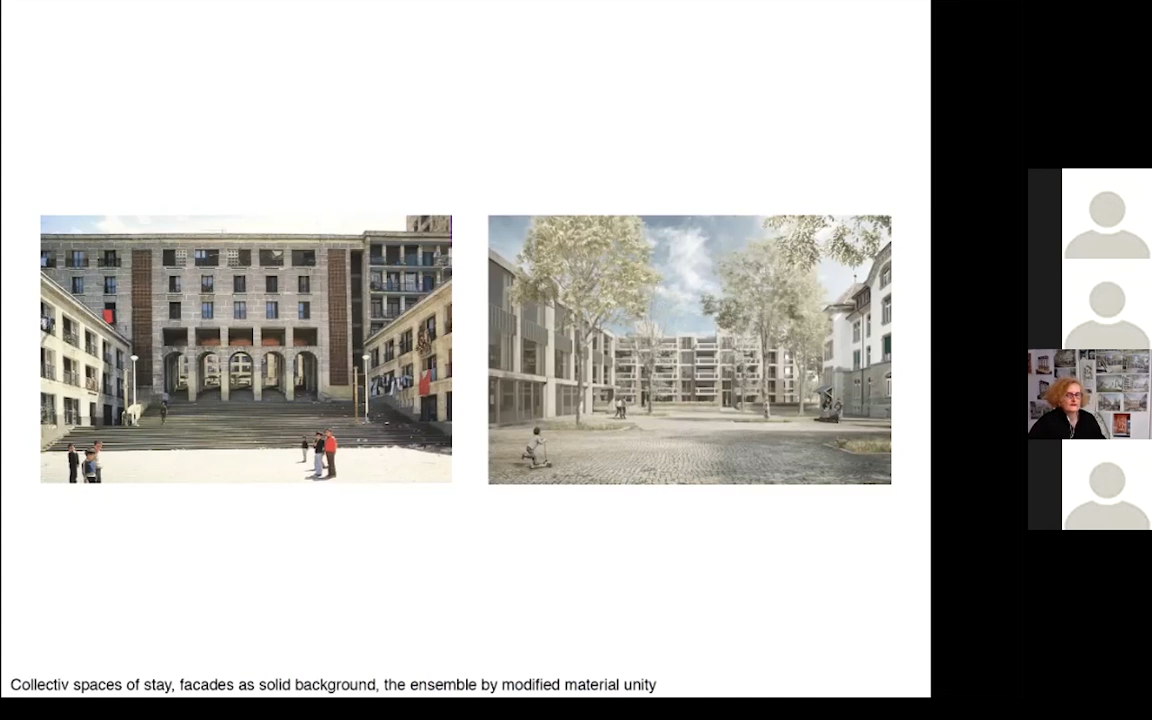 Collectiv spaces of stay, facades as solid background, the ensemble by modified material unity